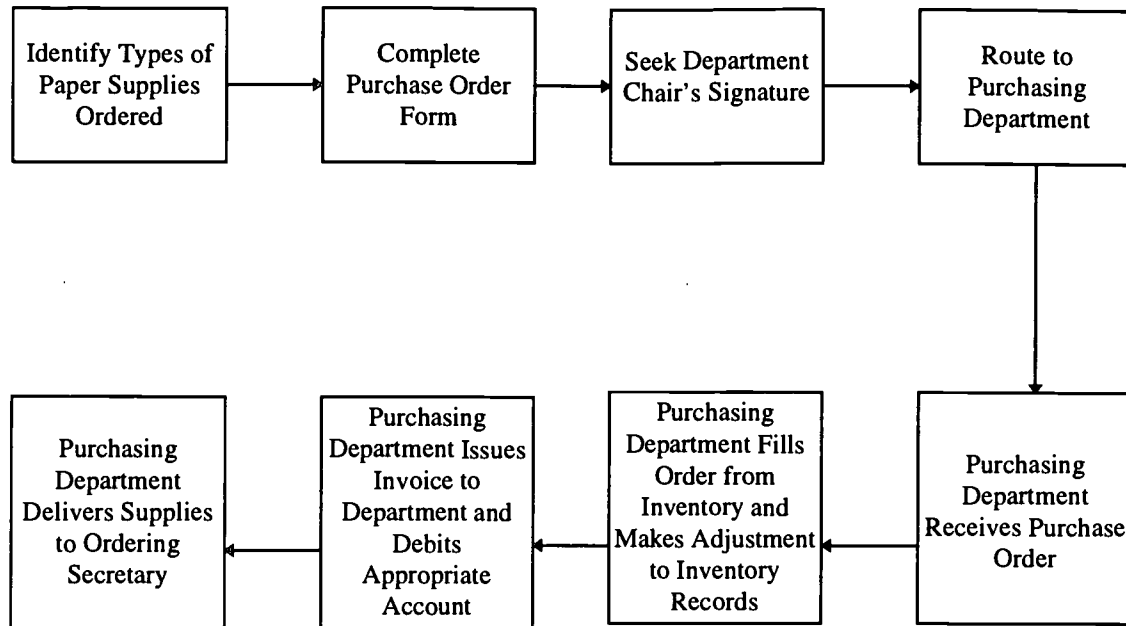 Identify Types of
Paper Supplies
Ordered
Complete
Purchase Order
Form
Seek Department
Chair's Signature
Route to
Purchasing
Department
Purchasing
Department
Receives Purchase
Order
Purchasing
Department Fills
Order from
Inventory and
Makes Adjustment
to Inventory
Records
Purchasing
Department Issues
Invoice to
Department and
Debits
Appropriate
Account
Purchasing
Department
Delivers Supplies
to Ordering
Secretary